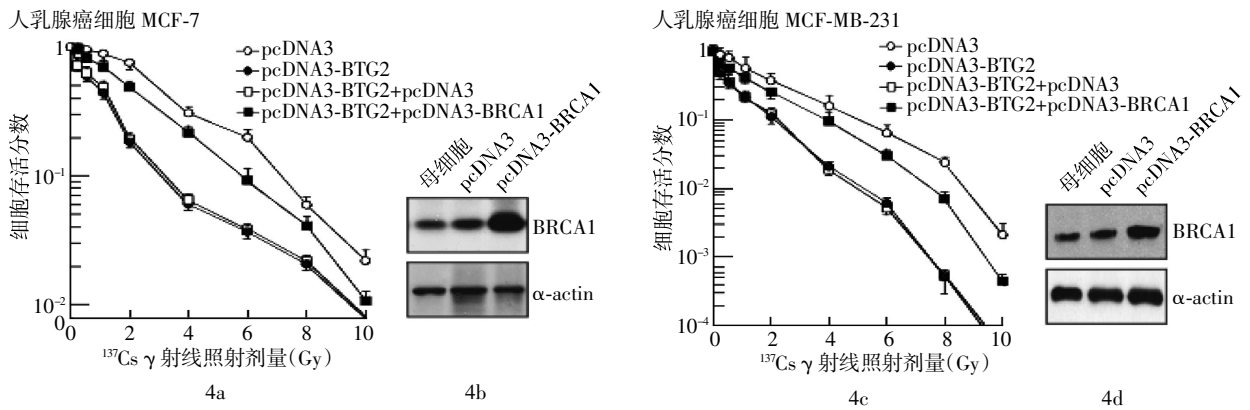 人乳腺癌细胞 MCF-7
pcDNA3
pcDNA3-BTG2
pcDNA3-BTG2+pcDNA3
pcDNA3-BTG2+pcDNA3-BRCA1
细胞存活分数
1
10⁻¹
10⁻²
0 2 4 6 8 10
¹³⁷Cs γ 射线照射剂量(Gy)
4a
母细胞
pcDNA3
pcDNA3-BRCA1
BRCA1
α-actin
4b
人乳腺癌细胞 MCF-MB-231
pcDNA3
pcDNA3-BTG2
pcDNA3-BTG2+pcDNA3
pcDNA3-BTG2+pcDNA3-BRCA1
细胞存活分数
1
10⁻¹
10⁻²
10⁻³
10⁻⁴
0 2 4 6 8 10
¹³⁷Cs γ 射线照射剂量(Gy)
4c
母细胞
pcDNA3
pcDNA3-BRCA1
BRCA1
α-actin
4d